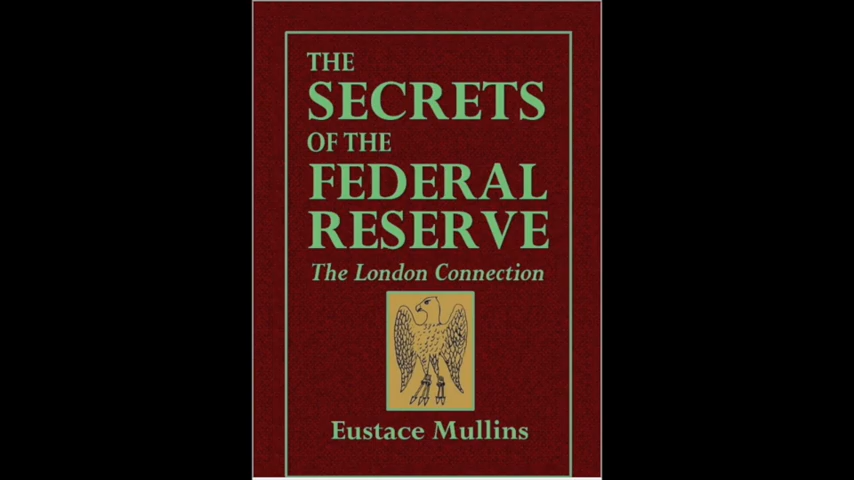 THE
SECRETS
OF THE
FEDERAL
RESERVE
The London Connection
Eustace Mullins